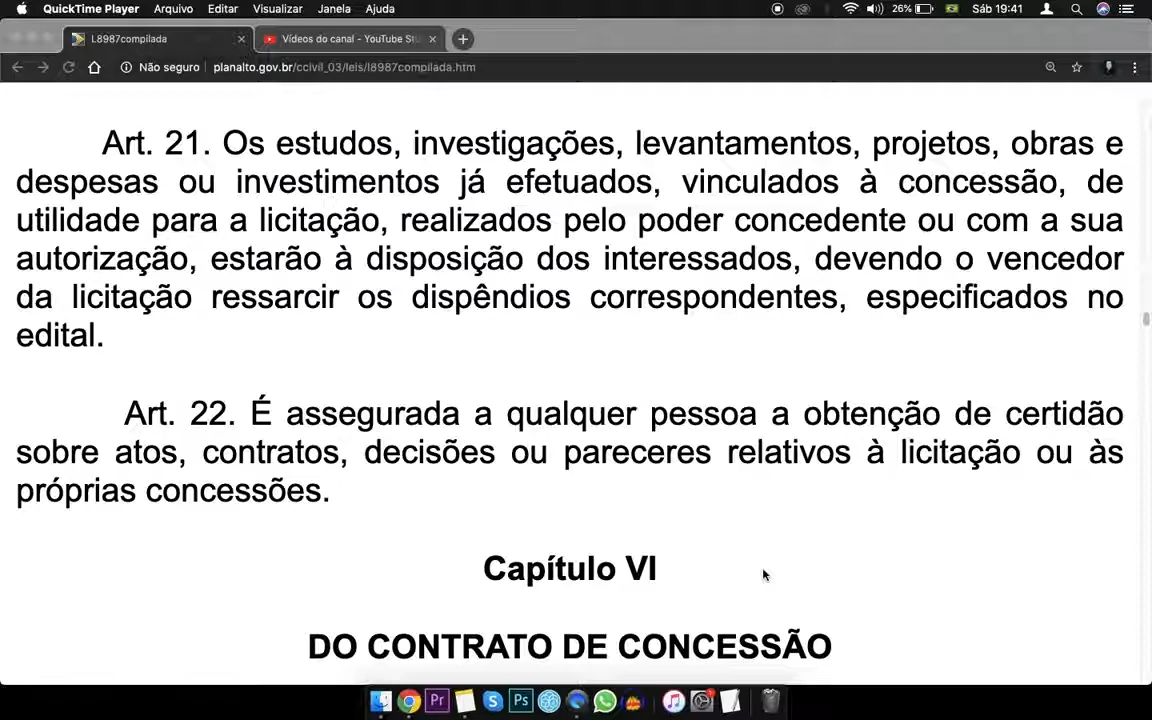 QuickTime Player Arquivo Editar Visualizar Janela Ajuda 26% Sáb 19:41
L8987compilada Vídeos do canal - YouTube St
Não seguro planalto.gov.br/ccivil_03/leis/l8987compilada.htm
Art. 21. Os estudos, investigações, levantamentos, projetos, obras e
despesas ou investimentos já efetuados, vinculados à concessão, de
utilidade para a licitação, realizados pelo poder concedente ou com a sua
autorização, estarão à disposição dos interessados, devendo o vencedor
da licitação ressarcir os dispêndios correspondentes, especificados no
edital.
Art. 22. É assegurada a qualquer pessoa a obtenção de certidão
sobre atos, contratos, decisões ou pareceres relativos à licitação ou às
próprias concessões.
Capítulo VI
DO CONTRATO DE CONCESSÃO
Pr S Ps